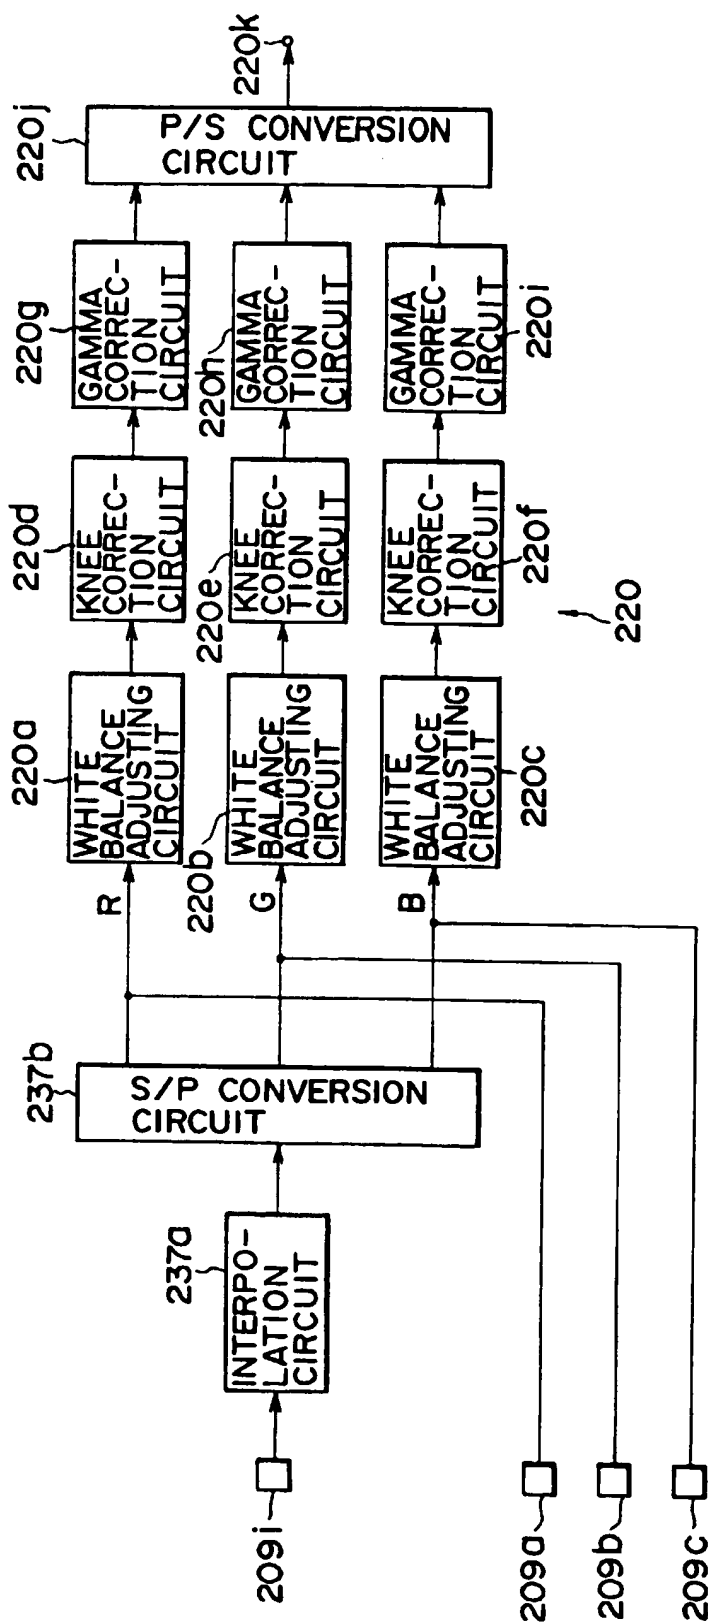 209i
INTERPO-
LATION
CIRCUIT
237a
S/P CONVERSION
CIRCUIT
237b
R
G
B
WHITE
BALANCE
ADJUSTING
CIRCUIT
220a
KNEE
CORREC-
TION
CIRCUIT
220d
GAMMA
CORREC-
TION
CIRCUIT
220g
WHITE
BALANCE
ADJUSTING
CIRCUIT
220b
KNEE
CORREC-
TION
CIRCUIT
220e
GAMMA
CORREC-
TION
CIRCUIT
220h
WHITE
BALANCE
ADJUSTING
CIRCUIT
220c
KNEE
CORREC-
TION
CIRCUIT
220f
GAMMA
CORREC-
TION
CIRCUIT
220i
P/S CONVERSION
CIRCUIT
220j
220k
220
209a
209b
209c